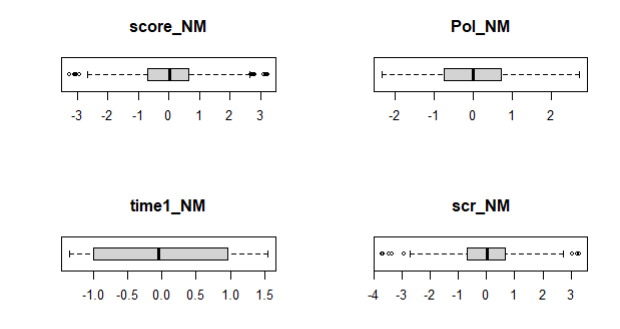 score_NM
-3 -2 -1 0 1 2 3
Pol_NM
-2 -1 0 1 2
time1_NM
-1.0 -0.5 0.0 0.5 1.0 1.5
scr_NM
-4 -3 -2 -1 0 1 2 3